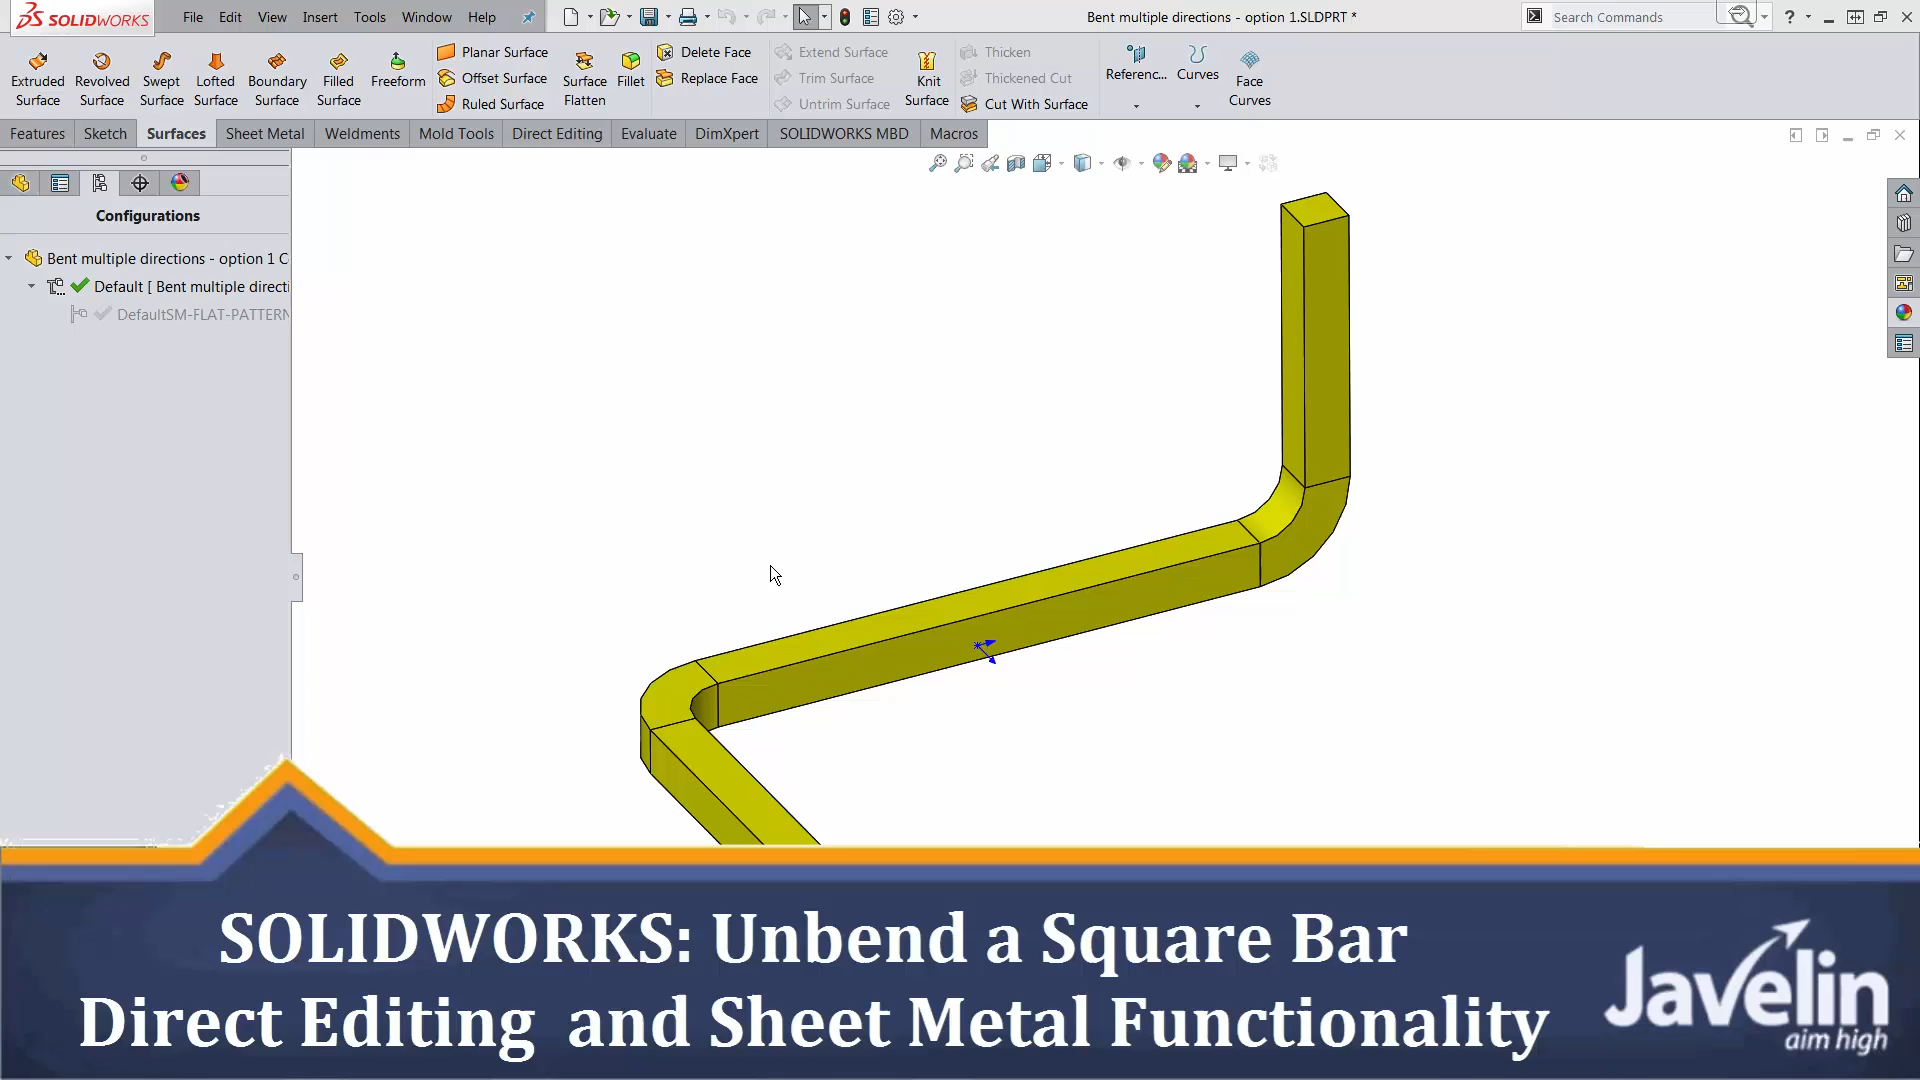 SOLIDWORKS
File Edit View Insert Tools Window Help
Bent multiple directions - option 1.SLDPRT *
Search Commands
?
Extruded Surface
Revolved Surface
Swept Surface
Lofted Surface
Boundary Surface
Filled Surface
Freeform
Planar Surface
Offset Surface
Ruled Surface
Surface Flatten
Fillet
Delete Face
Replace Face
Extend Surface
Trim Surface
Untrim Surface
Knit Surface
Thicken
Thickened Cut
Cut With Surface
Referenc...
Curves
Face Curves
Features Sketch Surfaces Sheet Metal Weldments Mold Tools Direct Editing Evaluate DimXpert SOLIDWORKS MBD Macros
Configurations
Bent multiple directions - option 1 C
Default [ Bent multiple directi
DefaultSM-FLAT-PATTERN
SOLIDWORKS: Unbend a Square Bar
Direct Editing and Sheet Metal Functionality
Javelin
aim high